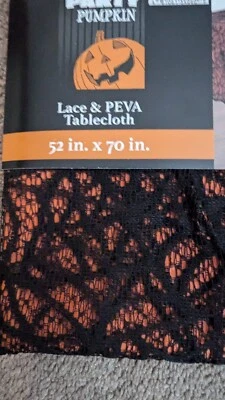 PARTY
PUMPKIN
Lace & PEVA
Tablecloth
52 in. x 70 in.